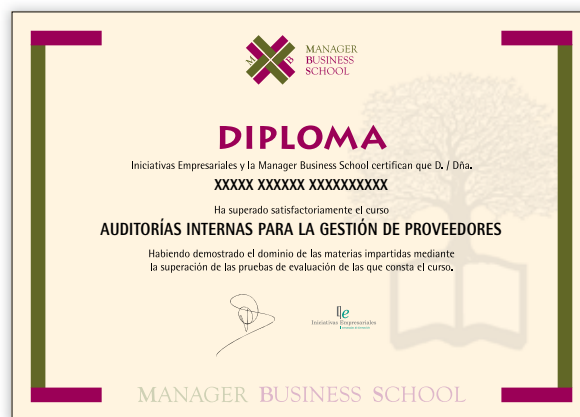 M B
MANAGER
BUSINESS
SCHOOL
DIPLOMA
Iniciativas Empresariales y la Manager Business School certifican que D. / Dña.
XXXXX XXXXXX XXXXXXXXXX
Ha superado satisfactoriamente el curso
AUDITORÍAS INTERNAS PARA LA GESTIÓN DE PROVEEDORES
Habiendo demostrado el dominio de las materias impartidas mediante
la superación de las pruebas de evaluación de las que consta el curso.
Iniciativas Empresariales
MANAGER BUSINESS SCHOOL